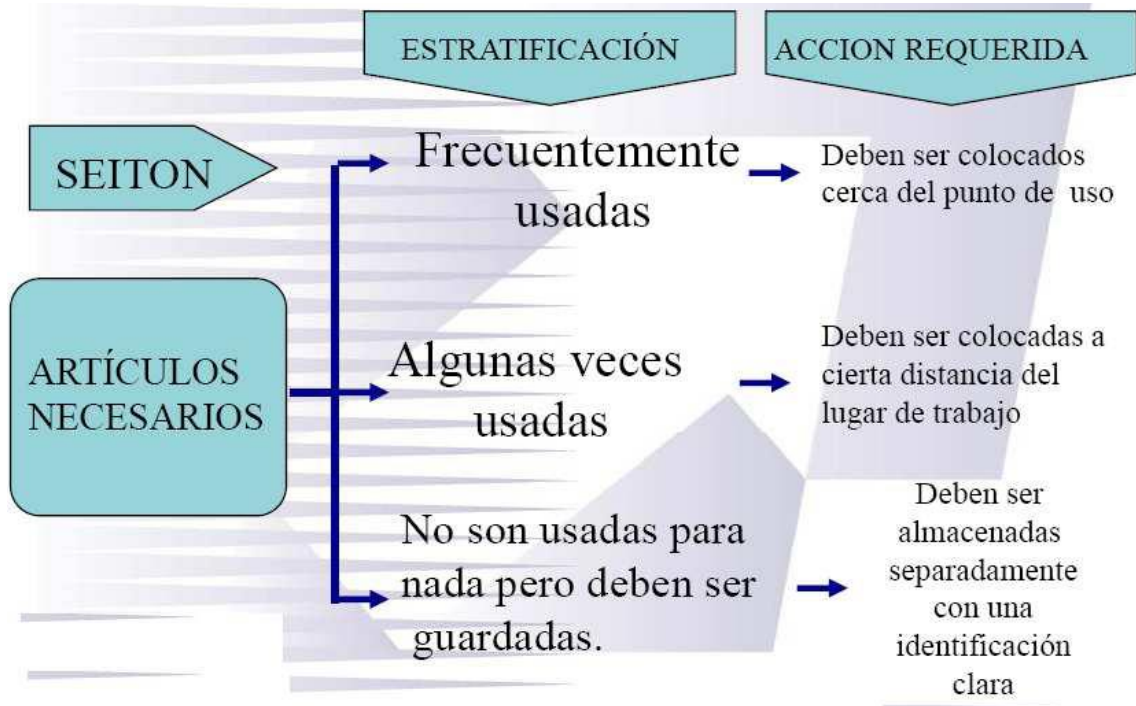 ESTRATIFICACIÓN
ACCION REQUERIDA
SEITON
Frecuentemente
usadas
Deben ser colocados
cerca del punto de uso
ARTÍCULOS
NECESARIOS
Algunas veces
usadas
Deben ser colocadas a
cierta distancia del
lugar de trabajo
No son usadas para
nada pero deben ser
guardadas.
Deben ser
almacenadas
separadamente
con una
identificación
clara